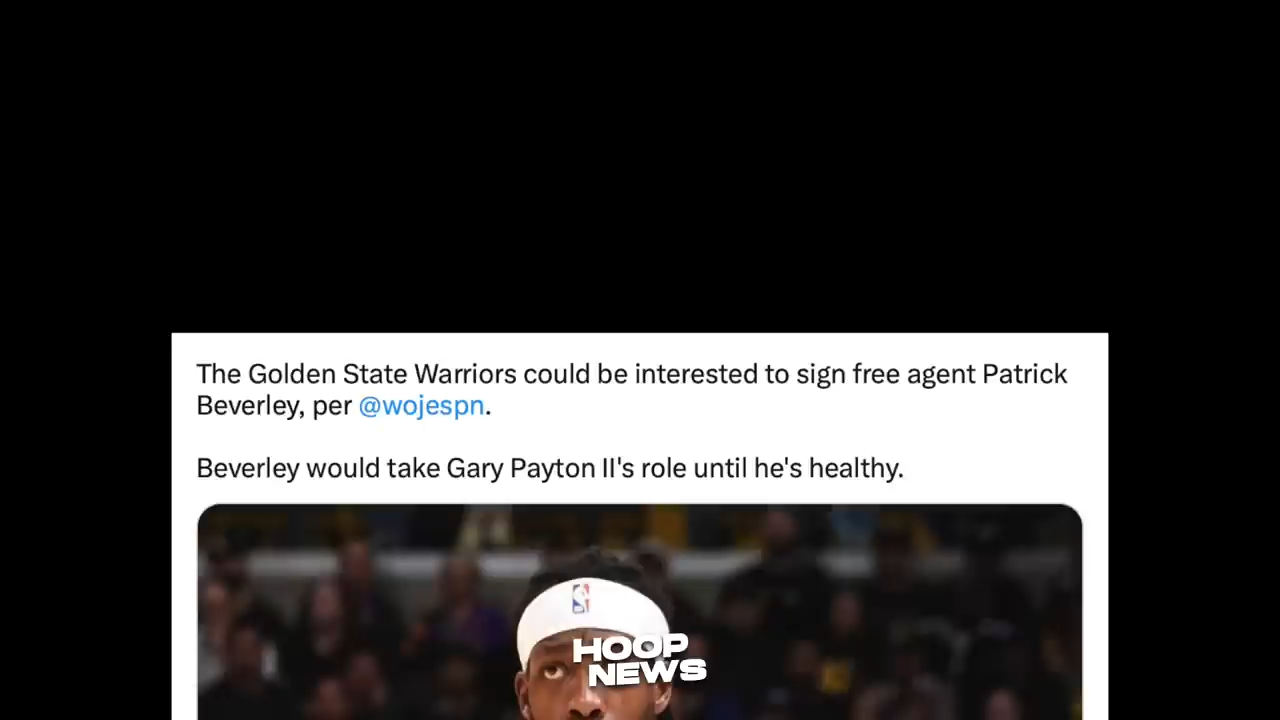 The Golden State Warriors could be interested to sign free agent Patrick
Beverley, per @wojespn.
Beverley would take Gary Payton II's role until he's healthy.
HOOP
NEWS